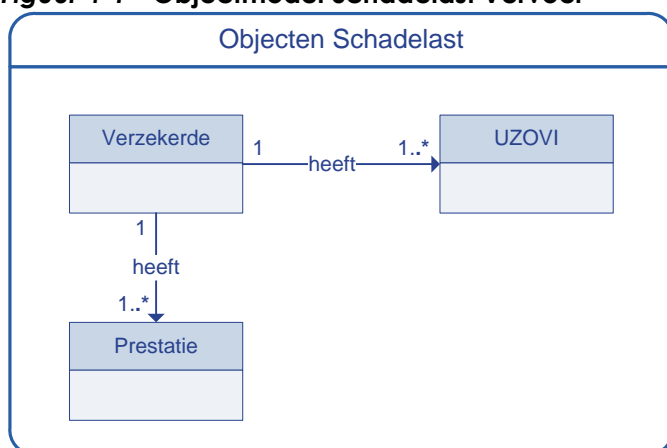 Objecten Schadelast
Verzekerde
UZOVI
1
heeft
1..*
1
heeft
1..*
Prestatie